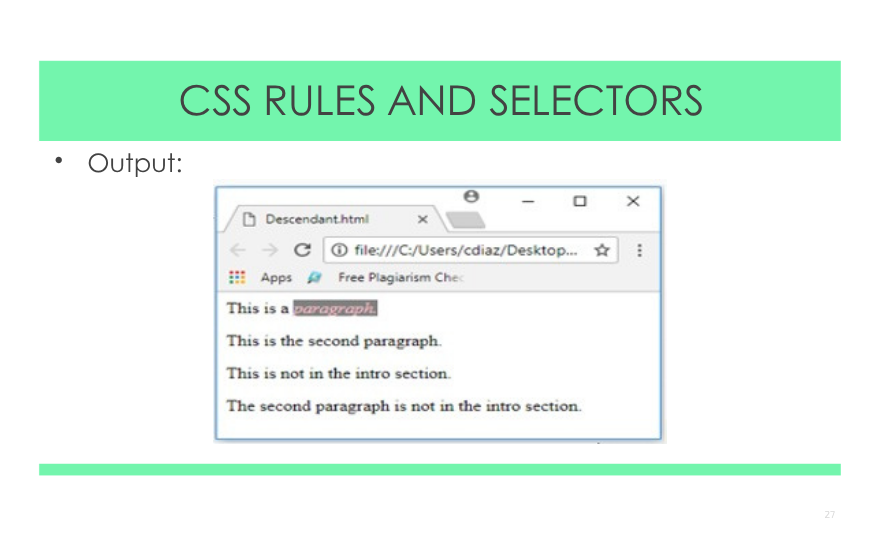 CSS RULES AND SELECTORS
• Output:
Descendant.html
file:///C:/Users/cdiaz/Desktop...
Apps Free Plagiarism Chec
This is a paragraph.
This is the second paragraph.
This is not in the intro section.
The second paragraph is not in the intro section.
27